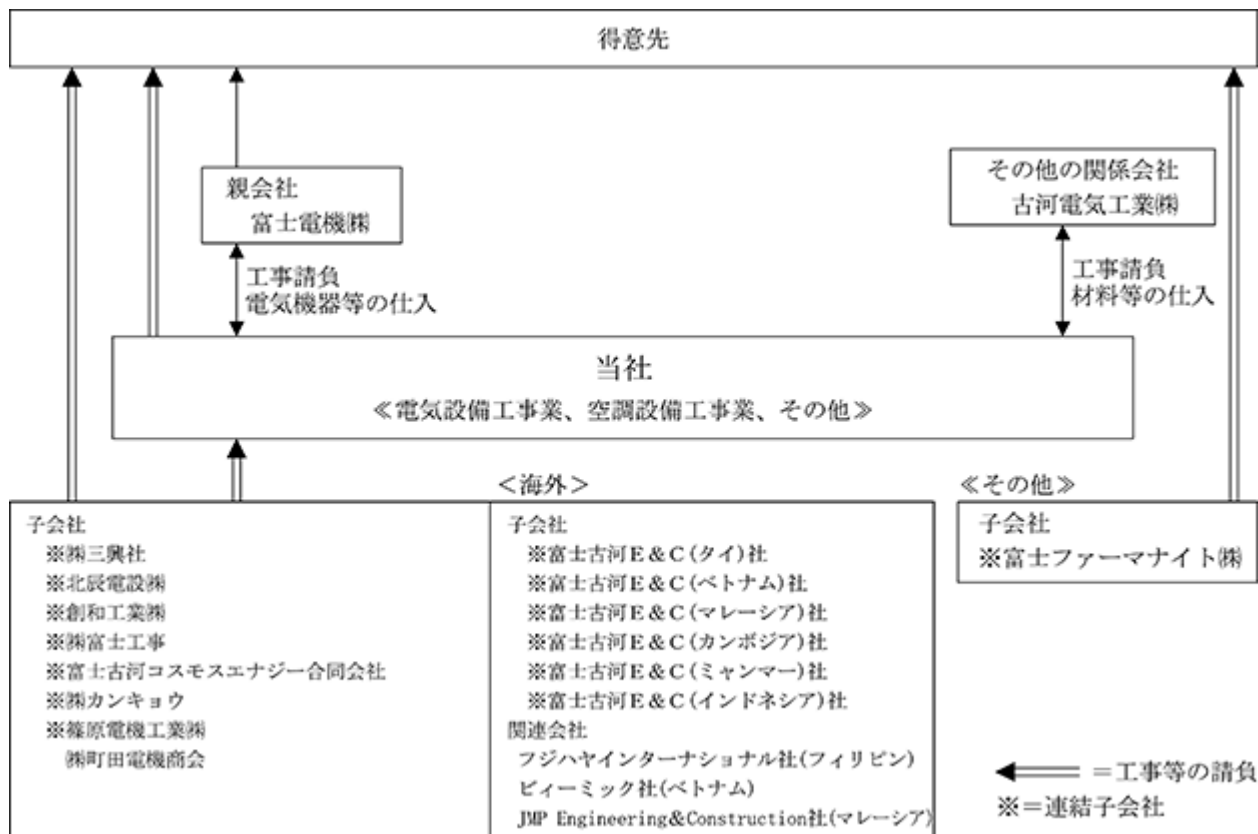 得意先
親会社
富士電機㈱
その他の関係会社
古河電気工業㈱
工事請負
電気機器等の仕入
工事請負
材料等の仕入
当社
≪電気設備工事業、空調設備工事業、その他≫
子会社
※㈱三興社
※北辰電設㈱
※創和工業㈱
※㈱富士工事
※富士古河コスモスエナジー合同会社
※㈱カンキョウ
※篠原電機工業㈱
㈱町田電機商会
＜海外＞
子会社
※富士古河E＆C(タイ)社
※富士古河E＆C(ベトナム)社
※富士古河E＆C(マレーシア)社
※富士古河E＆C(カンボジア)社
※富士古河E＆C(ミャンマー)社
※富士古河E＆C(インドネシア)社
関連会社
フジハヤインターナショナル社(フィリピン)
ビィーミック社(ベトナム)
JMP Engineering&Construction社(マレーシア)
≪その他≫
子会社
※富士ファーマナイト㈱
＝工事等の請負
※＝連結子会社